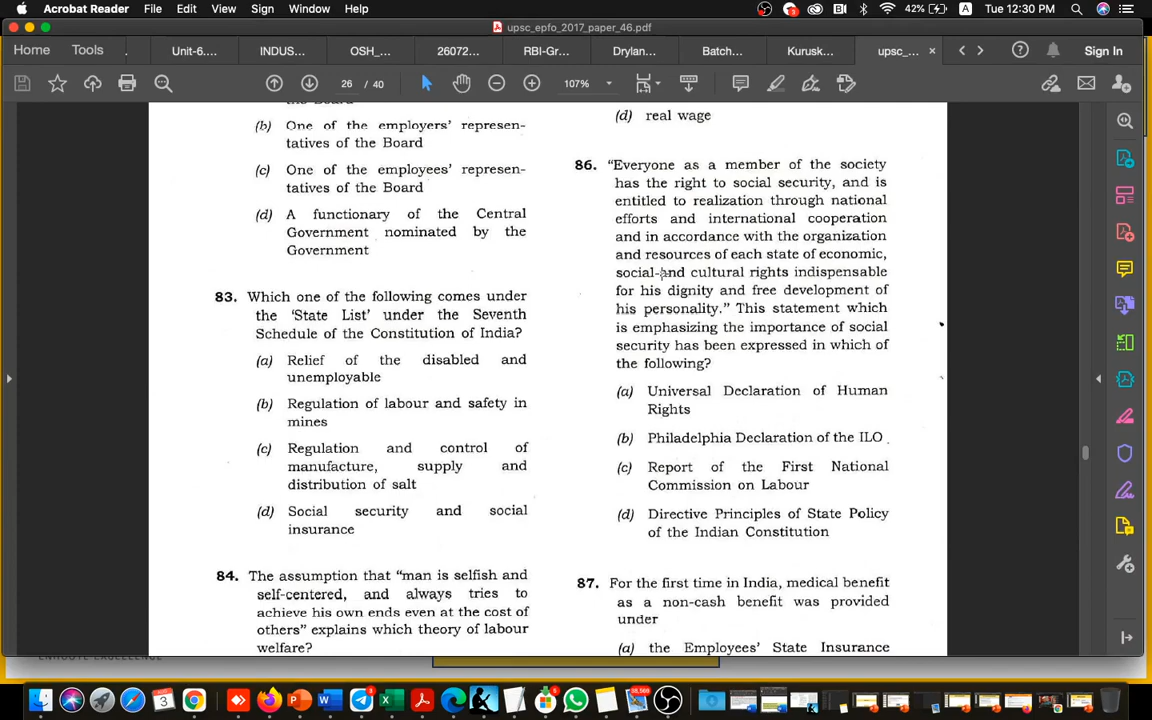 Acrobat Reader File Edit View Sign Window Help 42% A Tue 12:30 PM
upsc_epfo_2017_paper_46.pdf
Home Tools Unit-6.... INDUS... OSH_... 26072... RBI-Gr... Drylan... Batch... Kurusk... upsc_... × Sign In
26 / 40 107%
the Board
(b) One of the employers' represen-
tatives of the Board
(c) One of the employees' represen-
tatives of the Board
(d) A functionary of the Central
Government nominated by the
Government
83. Which one of the following comes under
the 'State List' under the Seventh
Schedule of the Constitution of India?
(a) Relief of the disabled and
unemployable
(b) Regulation of labour and safety in
mines
(c) Regulation and control of
manufacture, supply and
distribution of salt
(d) Social security and social
insurance
84. The assumption that "man is selfish and
self-centered, and always tries to
achieve his own ends even at the cost of
others" explains which theory of labour
welfare?
(d) real wage
86. "Everyone as a member of the society
has the right to social security, and is
entitled to realization through national
efforts and international cooperation
and in accordance with the organization
and resources of each state of economic,
social and cultural rights indispensable
for his dignity and free development of
his personality." This statement which
is emphasizing the importance of social
security has been expressed in which of
the following?
(a) Universal Declaration of Human
Rights
(b) Philadelphia Declaration of the ILO
(c) Report of the First National
Commission on Labour
(d) Directive Principles of State Policy
of the Indian Constitution
87. For the first time in India, medical benefit
as a non-cash benefit was provided
under
(a) the Employees' State Insurance
ENROUTE EXCELLENCE